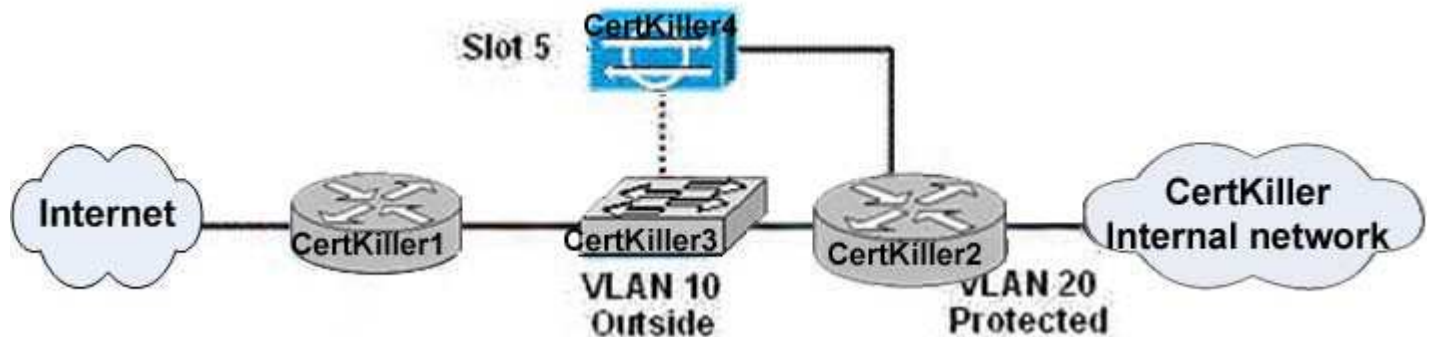 CertKiller4
Slot 5
Internet
CertKiller1
CertKiller3
CertKiller2
CertKiller
Internal network
VLAN 10
Outside
VLAN 20
Protected